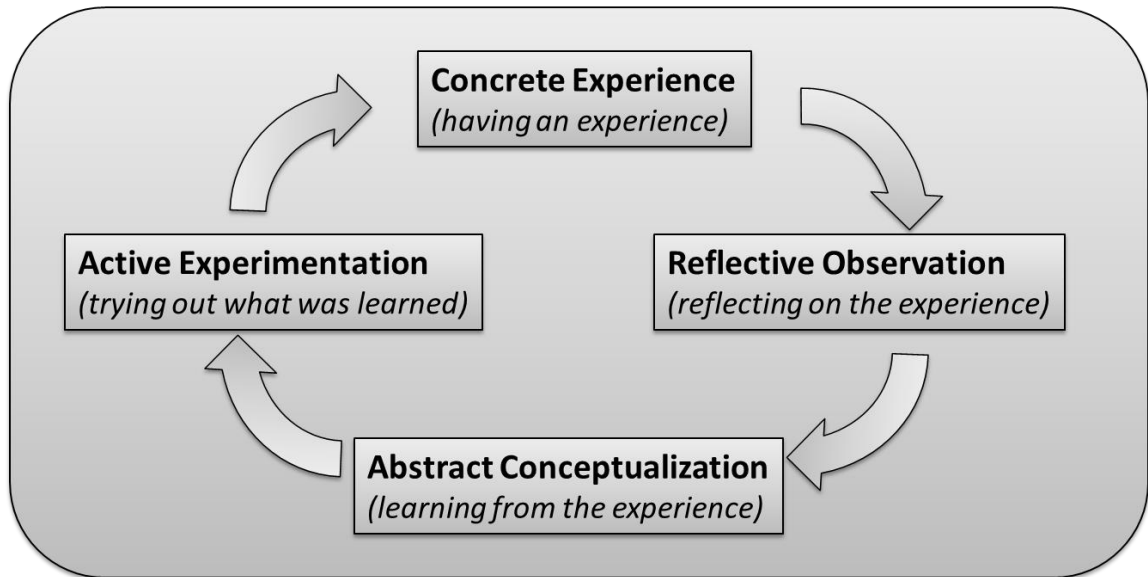 Concrete Experience
(having an experience)
Active Experimentation
(trying out what was learned)
Reflective Observation
(reflecting on the experience)
Abstract Conceptualization
(learning from the experience)